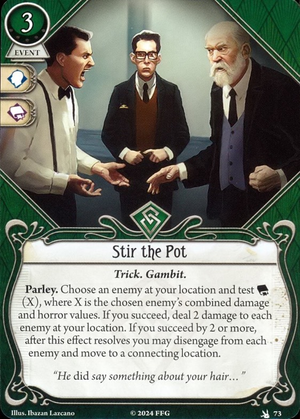 3
EVENT
Stir the Pot
Trick. Gambit.
Parley. Choose an enemy at your location and test
(X), where X is the chosen enemy's combined damage
and horror values. If you succeed, deal 2 damage to each
enemy at your location. If you succeed by 2 or more,
after this effect resolves you may disengage from each
enemy and move to a connecting location.
"He did say something about your hair…"
Illus. Ibazan Lazcano
© 2024 FFG
73